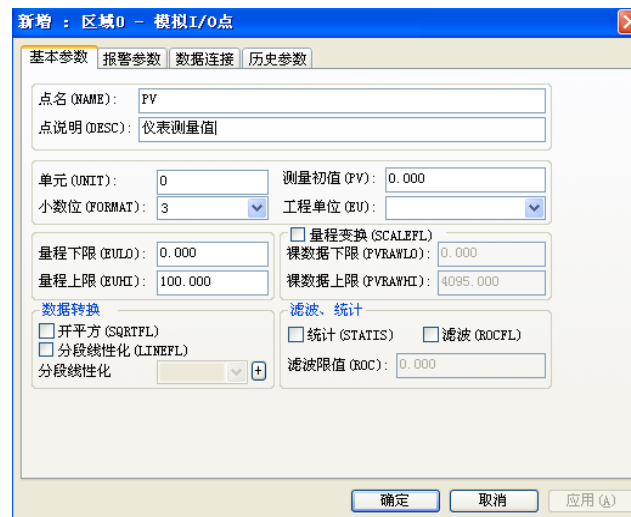 新增 : 区域0 - 模拟I/O点
基本参数 报警参数 数据连接 历史参数
点名(NAME): PV
点说明(DESC): 仪表测量值
单元(UNIT): 0 测量初值(PV): 0.000
小数位(FORMAT): 3 工程单位(EU):
量程变换(SCALEFL)
量程下限(EULO): 0.000 裸数据下限(PVRAWLO): 0.000
量程上限(EUHI): 100.000 裸数据上限(PVRAWHI): 4095.000
数据转换 滤波、统计
开平方(SQRTFL) 统计(STATIS) 滤波(ROCFL)
分段线性化(LINEFL)
分段线性化 + 滤波限值(ROC): 0.000
确定 取消 应用(A)